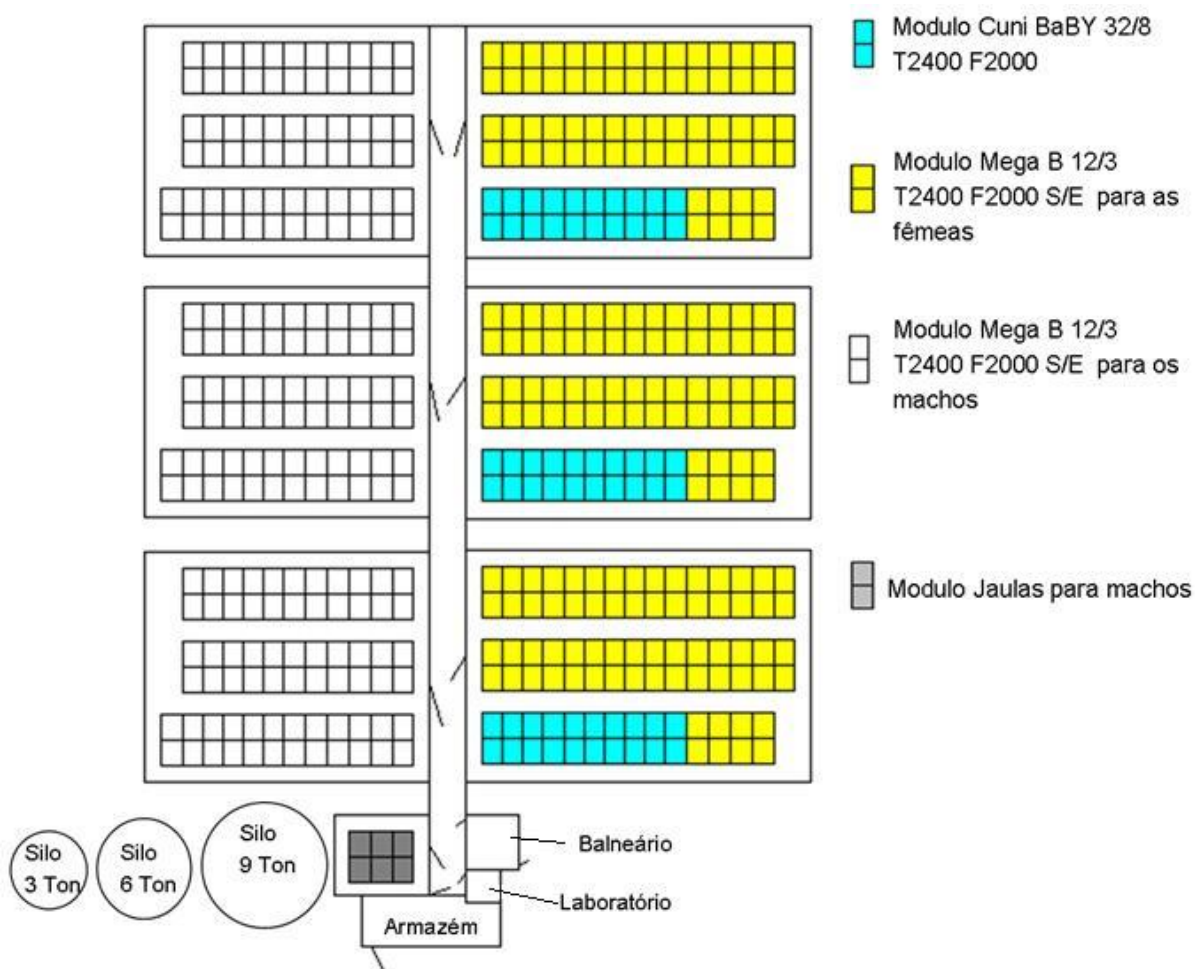 Modulo Cuni BaBY 32/8
T2400 F2000
Modulo Mega B 12/3
T2400 F2000 S/E para as
fêmeas
Modulo Mega B 12/3
T2400 F2000 S/E para os
machos
Modulo Jaulas para machos
Silo
3 Ton
Silo
6 Ton
Silo
9 Ton
Balneário
Laboratório
Armazém